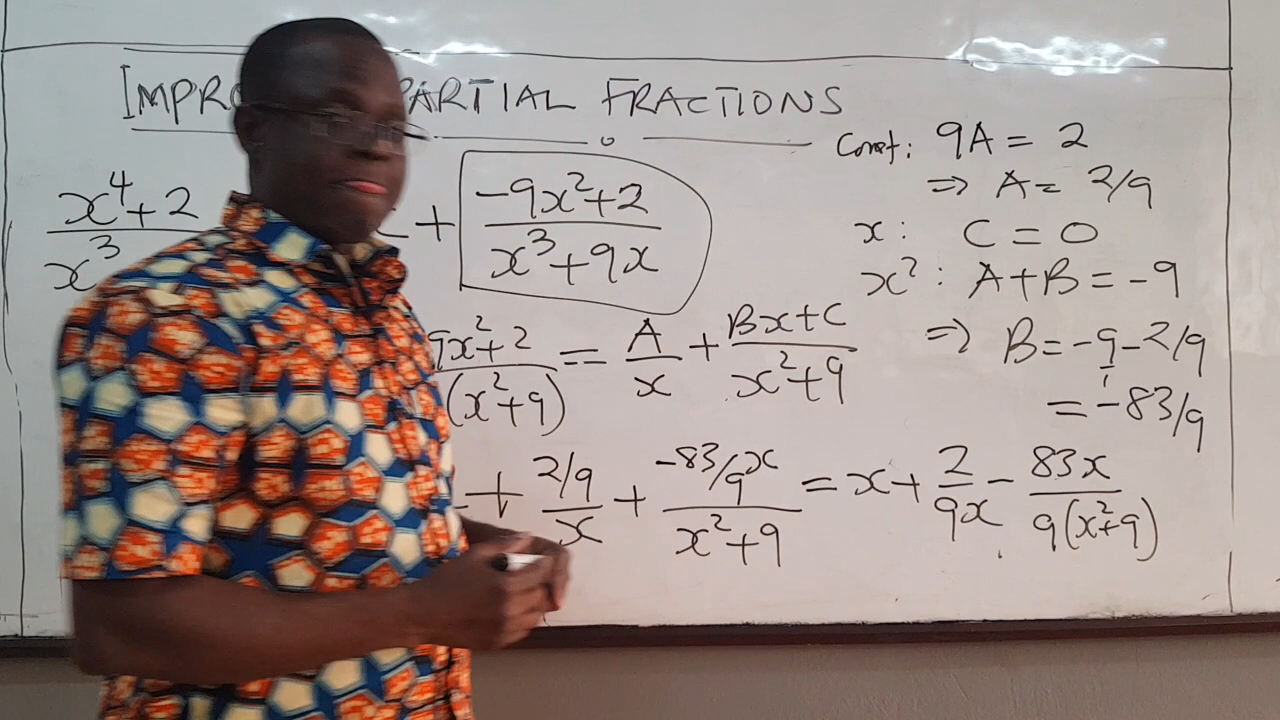 PARTIAL FRACTIONS
x⁴+2 / x³ + (-9x²+2)/(x³+9x)
9x²+2 / (x²+9) = A/x + (Bx+C)/(x²+9)
+ (2/9)/x + (-83/9 x)/(x²+9) = x + 2/(9x) - 83x/(9(x²+9))
Const: 9A = 2
⇒ A = 2/9
x: C = 0
x²: A+B = -9
⇒ B = -9 - 2/9
= -83/9